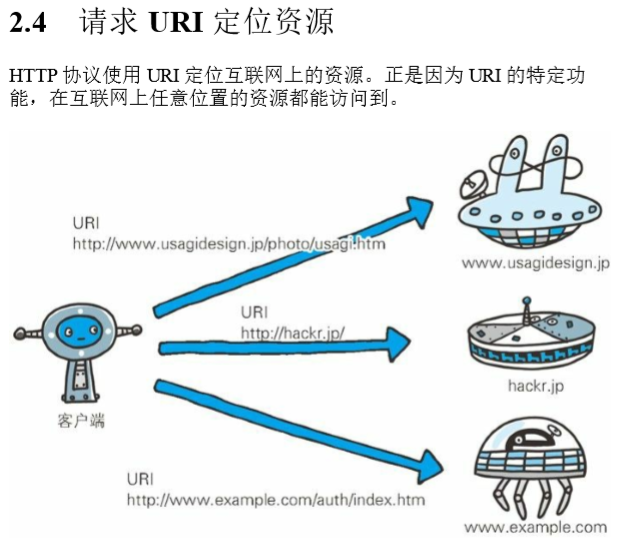 2.4 请求 URI 定位资源
HTTP 协议使用 URI 定位互联网上的资源。正是因为 URI 的特定功
能，在互联网上任意位置的资源都能访问到。
URI
http://www.usagidesign.jp/photo/usagi.htm
www.usagidesign.jp
URI
http://hackr.jp/
hackr.jp
客户端
URI
http://www.example.com/auth/index.htm
www.example.com